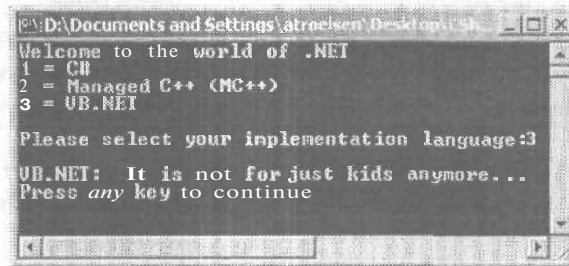 D:\Documents and Settings\atroelsen\Desktop\
Welcome to the world of .NET
1 = C#
2 = Managed C++ (MC++)
3 = VB.NET
Please select your implementation language:3
VB.NET: It is not for just kids anymore...
Press any key to continue